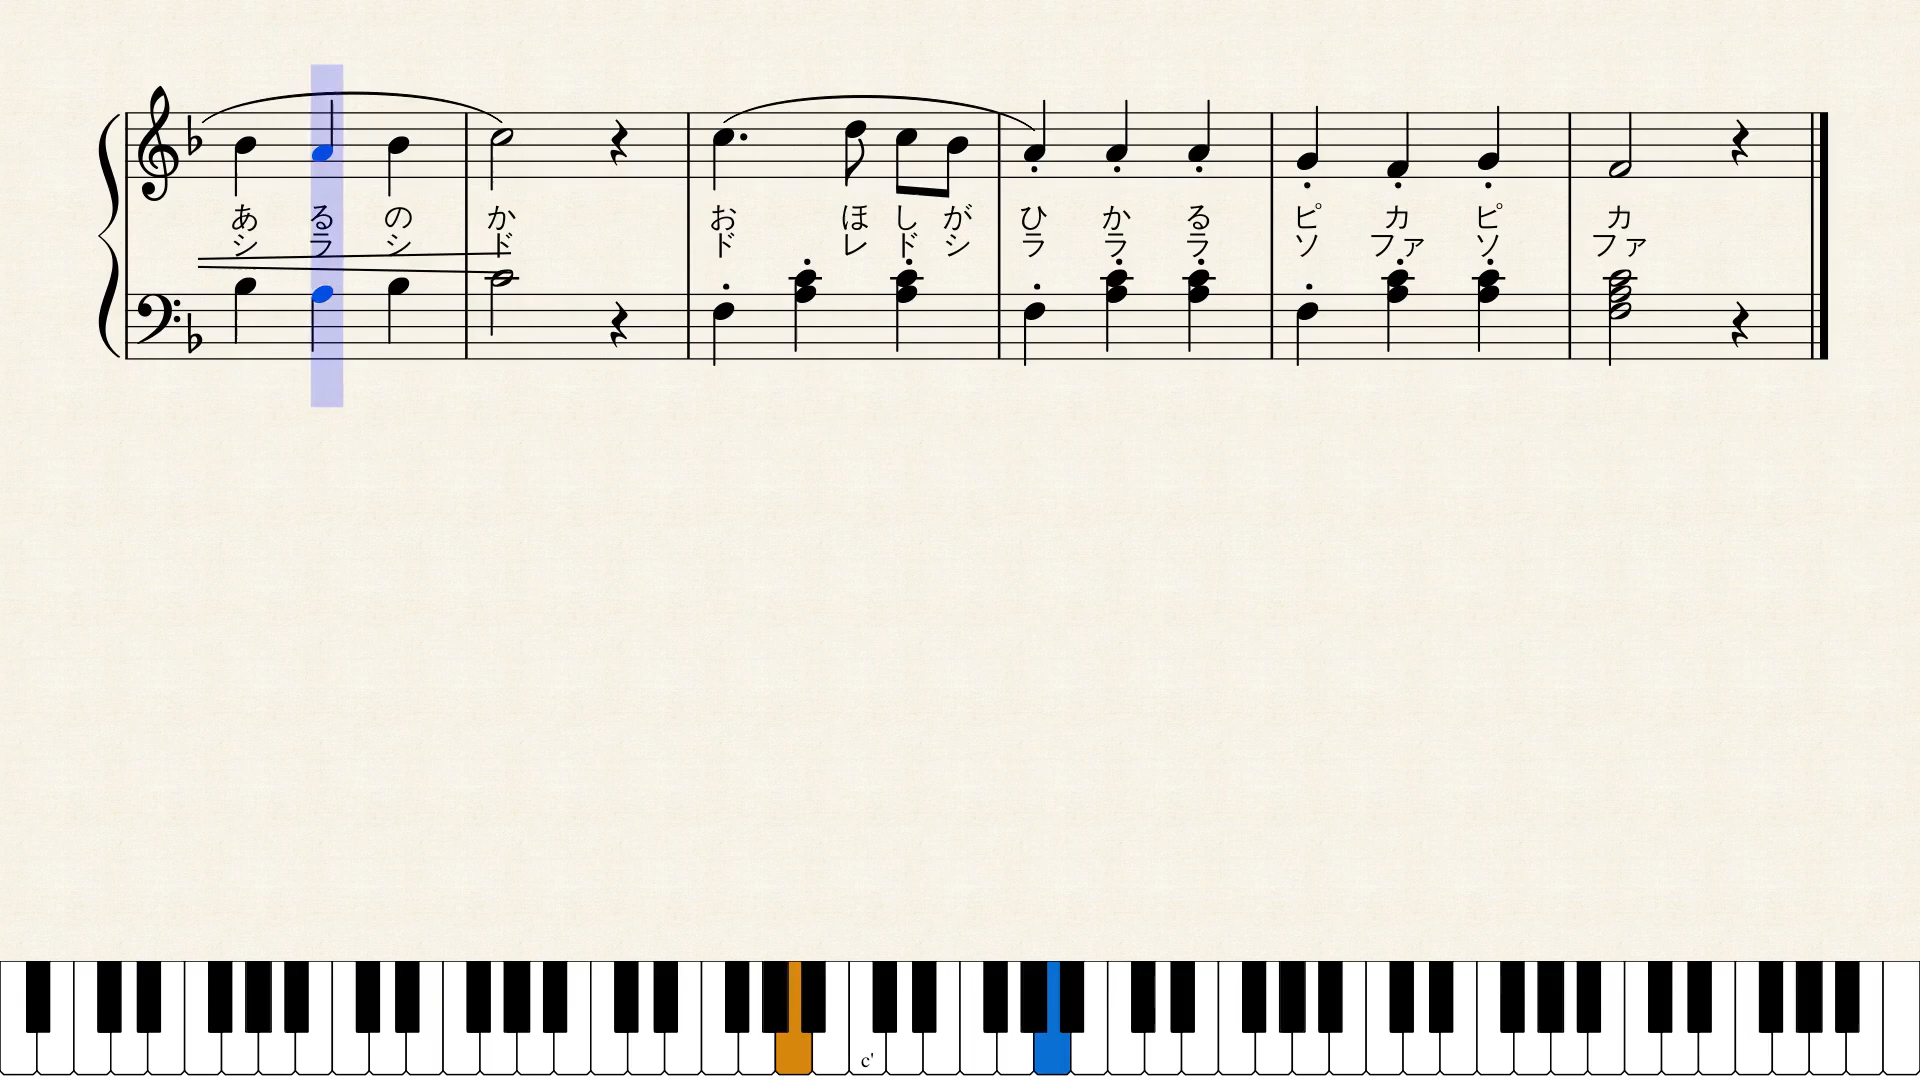 あ る の か お ほ し が ひ か る ピ カ ピ カ
シ ラ シ ド ド レ ド シ ラ ラ ラ ソ ファ ソ ファ
c'